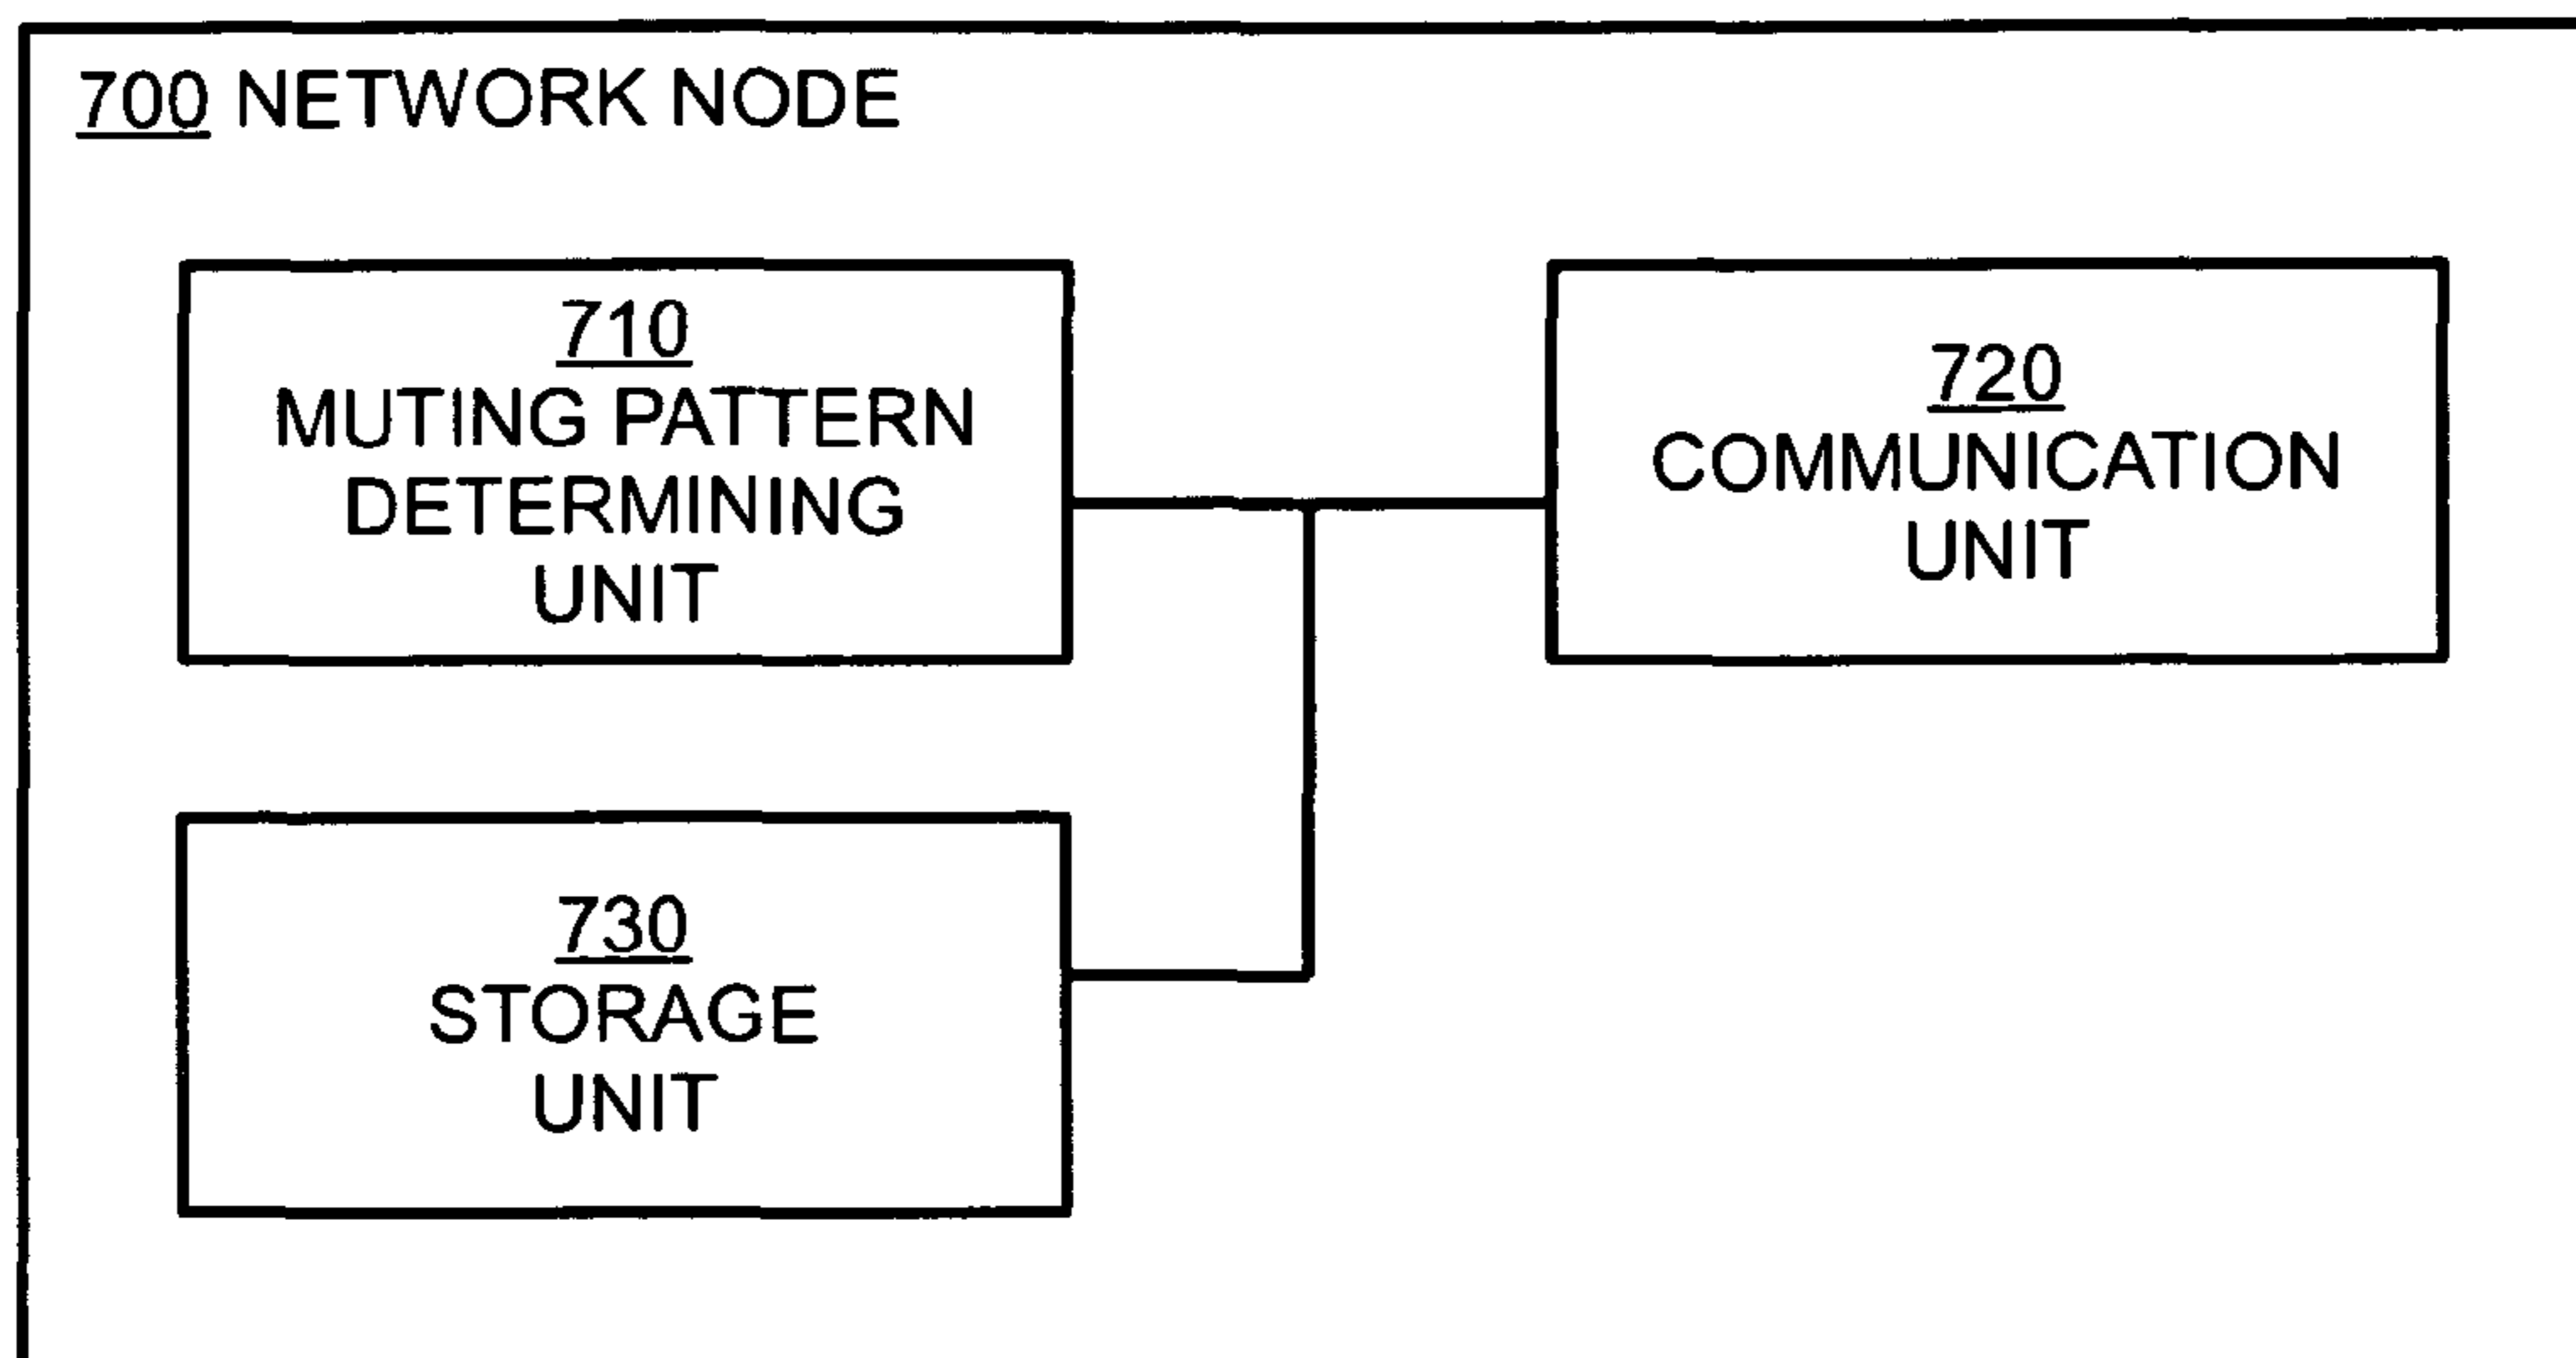 700 NETWORK NODE
710
MUTING PATTERN
DETERMINING
UNIT
720
COMMUNICATION
UNIT
730
STORAGE
UNIT